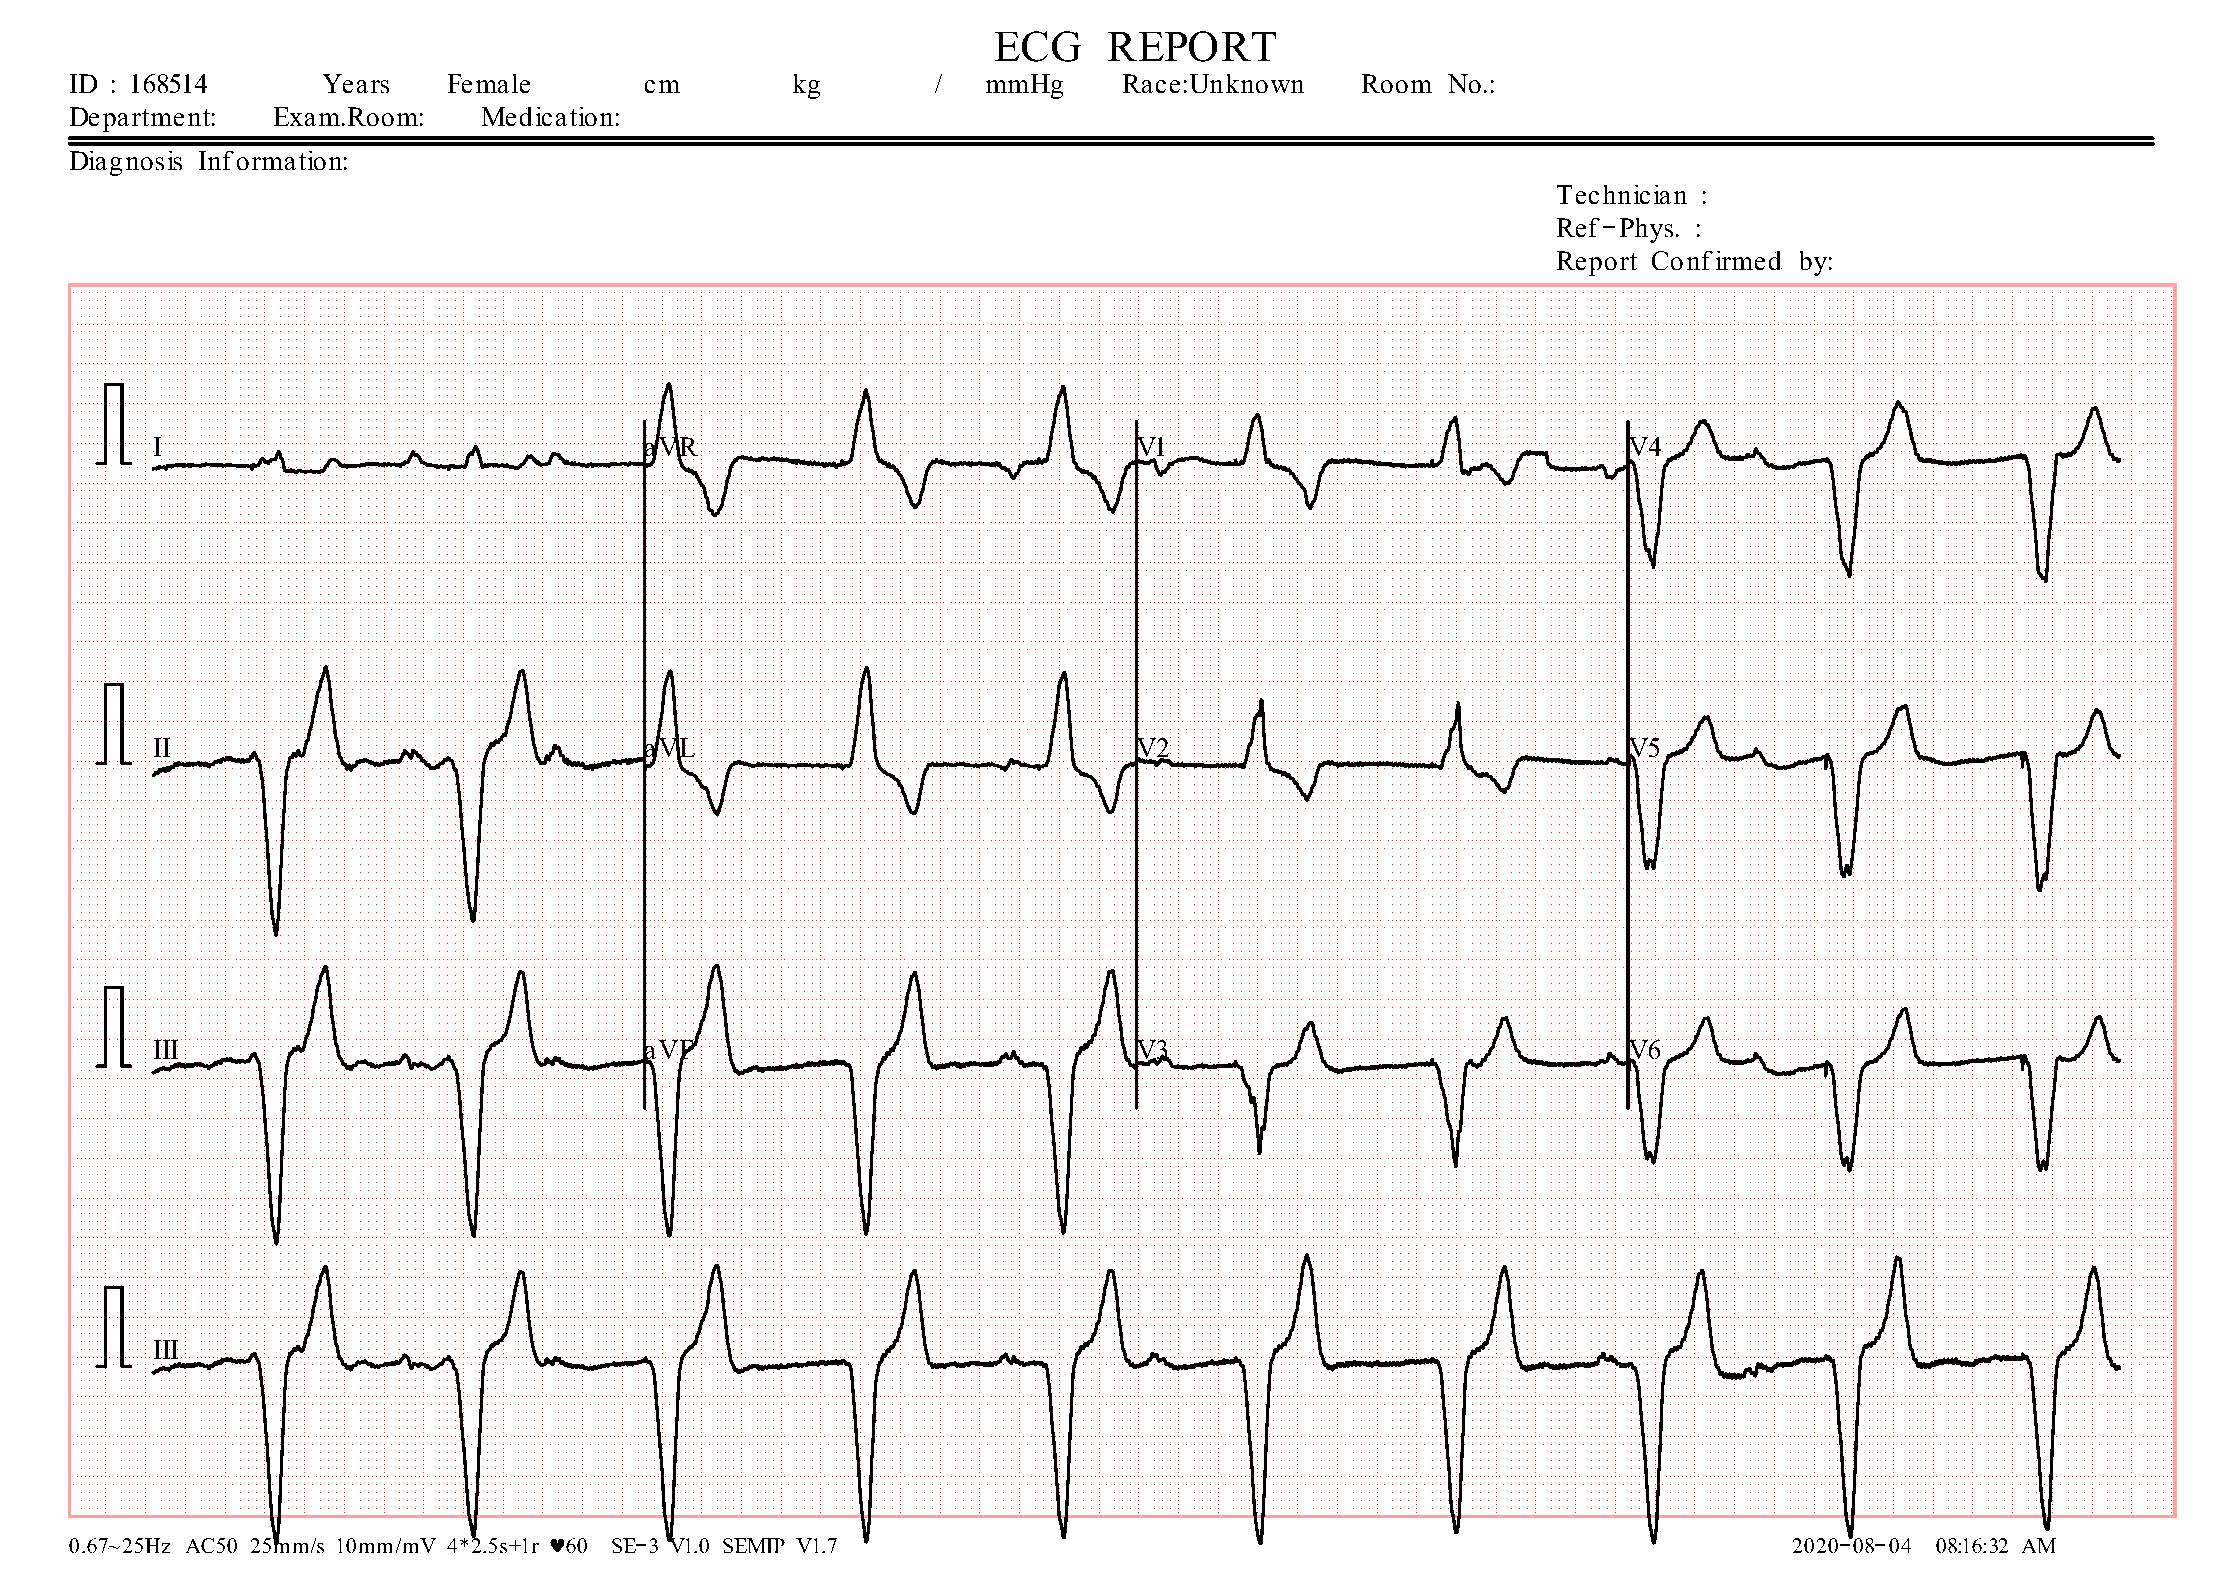 ECG REPORT
ID : 168514 Years Female cm kg / mmHg Race:Unknown Room No.:
Department: Exam.Room: Medication:
Diagnosis Information:
Technician :
Ref-Phys. :
Report Confirmed by:
I aVR V1 V4
II aVL V2 V5
III aVF V3 V6
III
0.67~25Hz AC50 25mm/s 10mm/mV 4*2.5s+1r ♥60 SE-3 V1.0 SEMIP V1.7 2020-08-04 08:16:32 AM